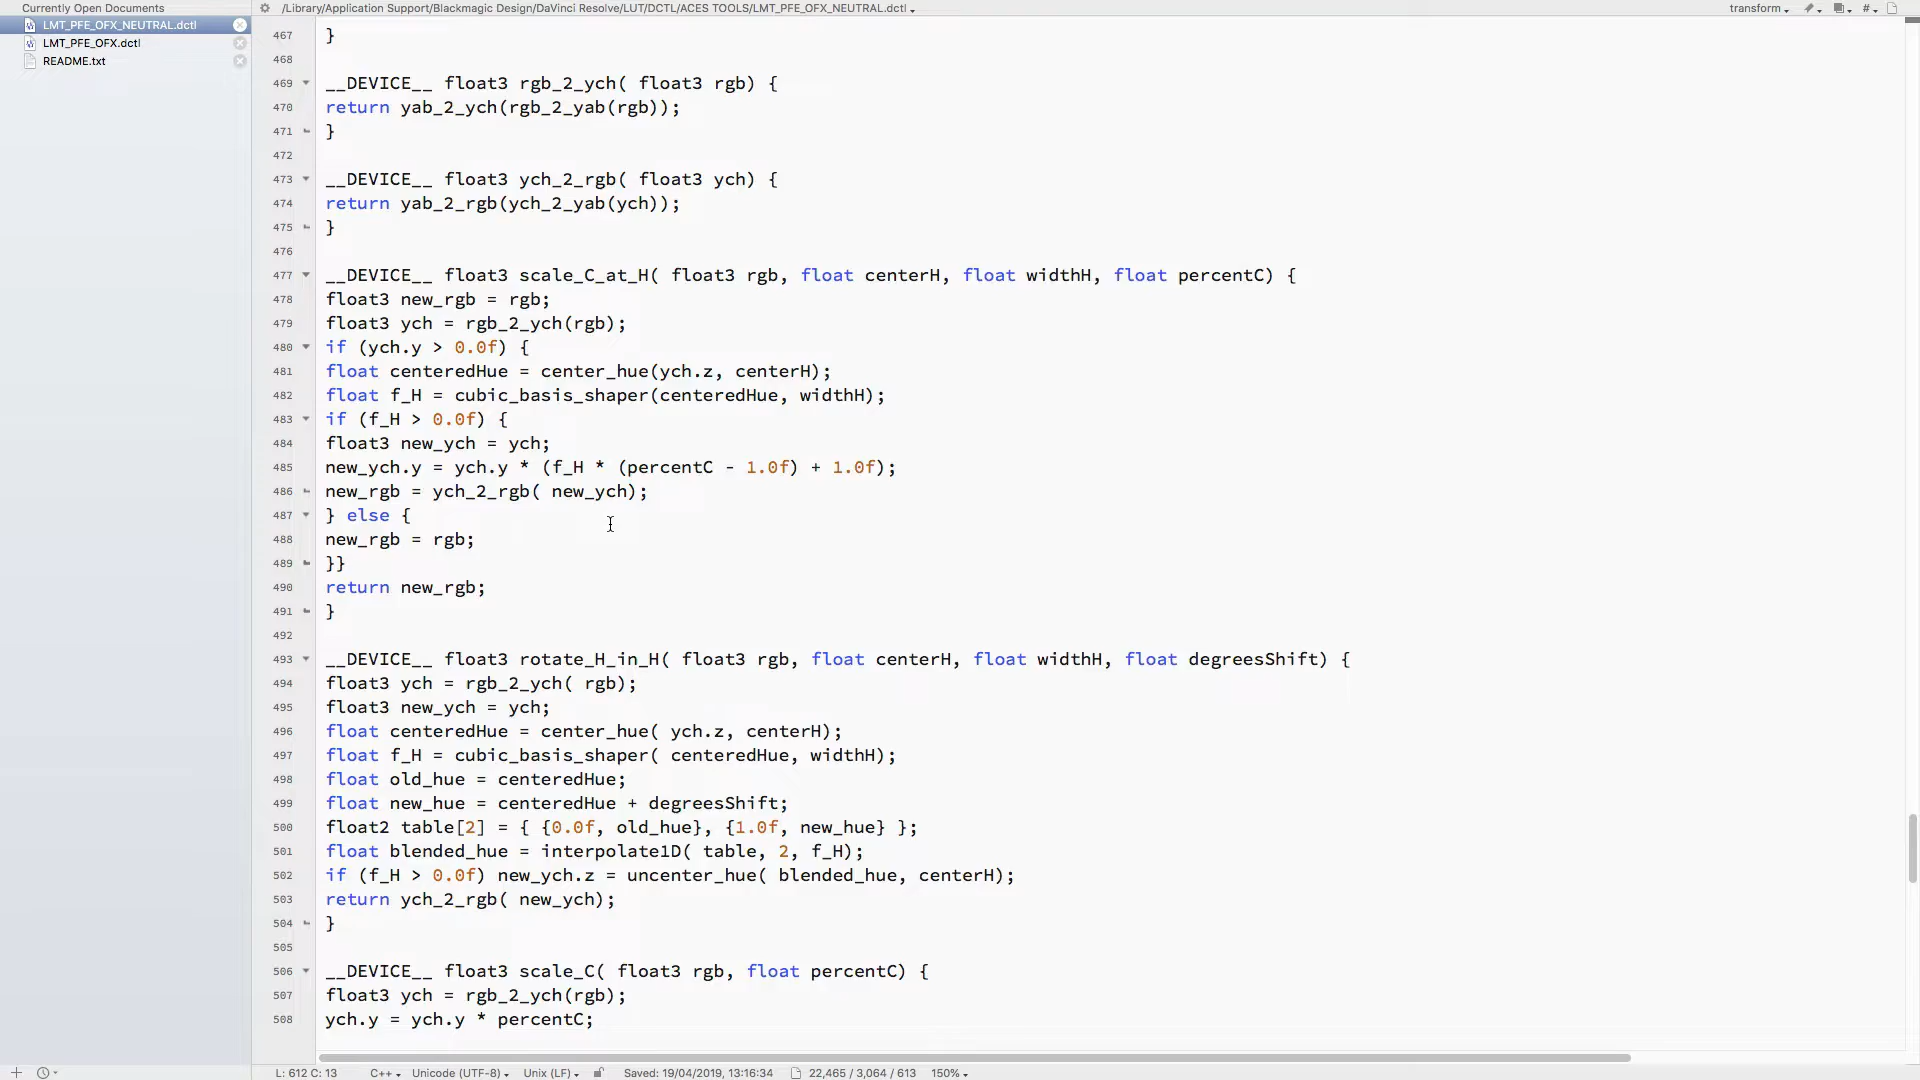 Currently Open Documents
/Library/Application Support/Blackmagic Design/DaVinci Resolve/LUT/DCTL/ACES TOOLS/LMT_PFE_OFX_NEUTRAL.dctl
transform
#
LMT_PFE_OFX_NEUTRAL.dctl
LMT_PFE_OFX.dctl
README.txt
467 }
468
469 __DEVICE__ float3 rgb_2_ych( float3 rgb) {
470 return yab_2_ych(rgb_2_yab(rgb));
471 }
472
473 __DEVICE__ float3 ych_2_rgb( float3 ych) {
474 return yab_2_rgb(ych_2_yab(ych));
475 }
476
477 __DEVICE__ float3 scale_C_at_H( float3 rgb, float centerH, float widthH, float percentC) {
478 float3 new_rgb = rgb;
479 float3 ych = rgb_2_ych(rgb);
480 if (ych.y > 0.0f) {
481 float centeredHue = center_hue(ych.z, centerH);
482 float f_H = cubic_basis_shaper(centeredHue, widthH);
483 if (f_H > 0.0f) {
484 float3 new_ych = ych;
485 new_ych.y = ych.y * (f_H * (percentC - 1.0f) + 1.0f);
486 new_rgb = ych_2_rgb( new_ych);
487 } else {
488 new_rgb = rgb;
489 }}
490 return new_rgb;
491 }
492
493 __DEVICE__ float3 rotate_H_in_H( float3 rgb, float centerH, float widthH, float degreesShift) {
494 float3 ych = rgb_2_ych( rgb);
495 float3 new_ych = ych;
496 float centeredHue = center_hue( ych.z, centerH);
497 float f_H = cubic_basis_shaper( centeredHue, widthH);
498 float old_hue = centeredHue;
499 float new_hue = centeredHue + degreesShift;
500 float2 table[2] = { {0.0f, old_hue}, {1.0f, new_hue} };
501 float blended_hue = interpolate1D( table, 2, f_H);
502 if (f_H > 0.0f) new_ych.z = uncenter_hue( blended_hue, centerH);
503 return ych_2_rgb( new_ych);
504 }
505
506 __DEVICE__ float3 scale_C( float3 rgb, float percentC) {
507 float3 ych = rgb_2_ych(rgb);
508 ych.y = ych.y * percentC;
L: 612 C: 13 C++ Unicode (UTF-8) Unix (LF) Saved: 19/04/2019, 13:16:34 22,465 / 3,064 / 613 150%